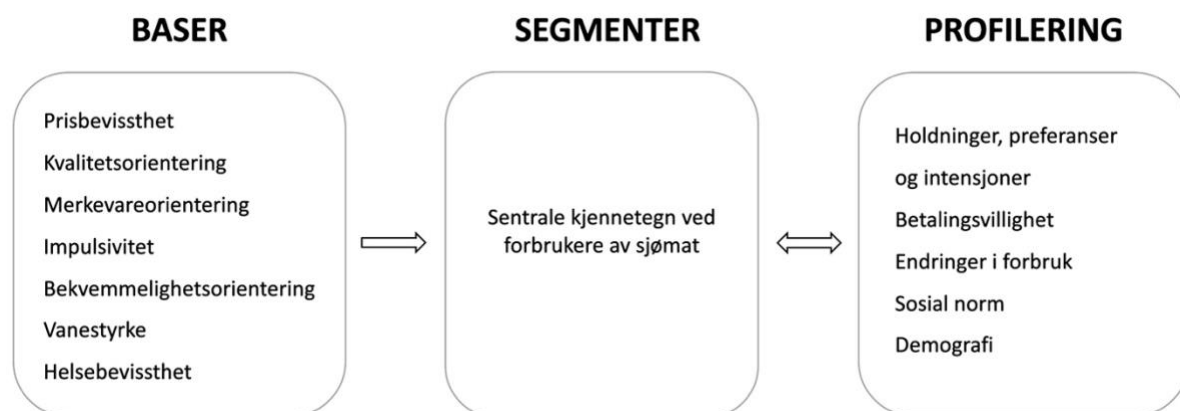 BASER
Prisbevissthet
Kvalitetsorientering
Merkevareorientering
Impulsivitet
Bekvemmelighetsorientering
Vanestyrke
Helsebevissthet
SEGMENTER
Sentrale kjennetegn ved
forbrukere av sjømat
PROFILERING
Holdninger, preferanser
og intensjoner
Betalingsvillighet
Endringer i forbruk
Sosial norm
Demografi